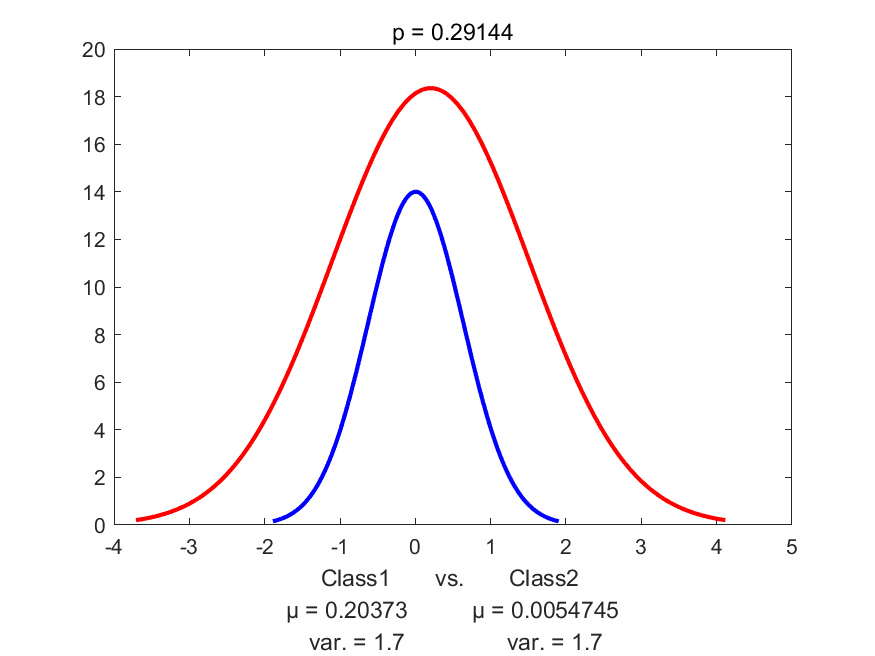 p = 0.29144
20
18
16
14
12
10
8
6
4
2
0
-4 -3 -2 -1 0 1 2 3 4 5
Class1 vs. Class2
μ = 0.20373 μ = 0.0054745
var. = 1.7 var. = 1.7